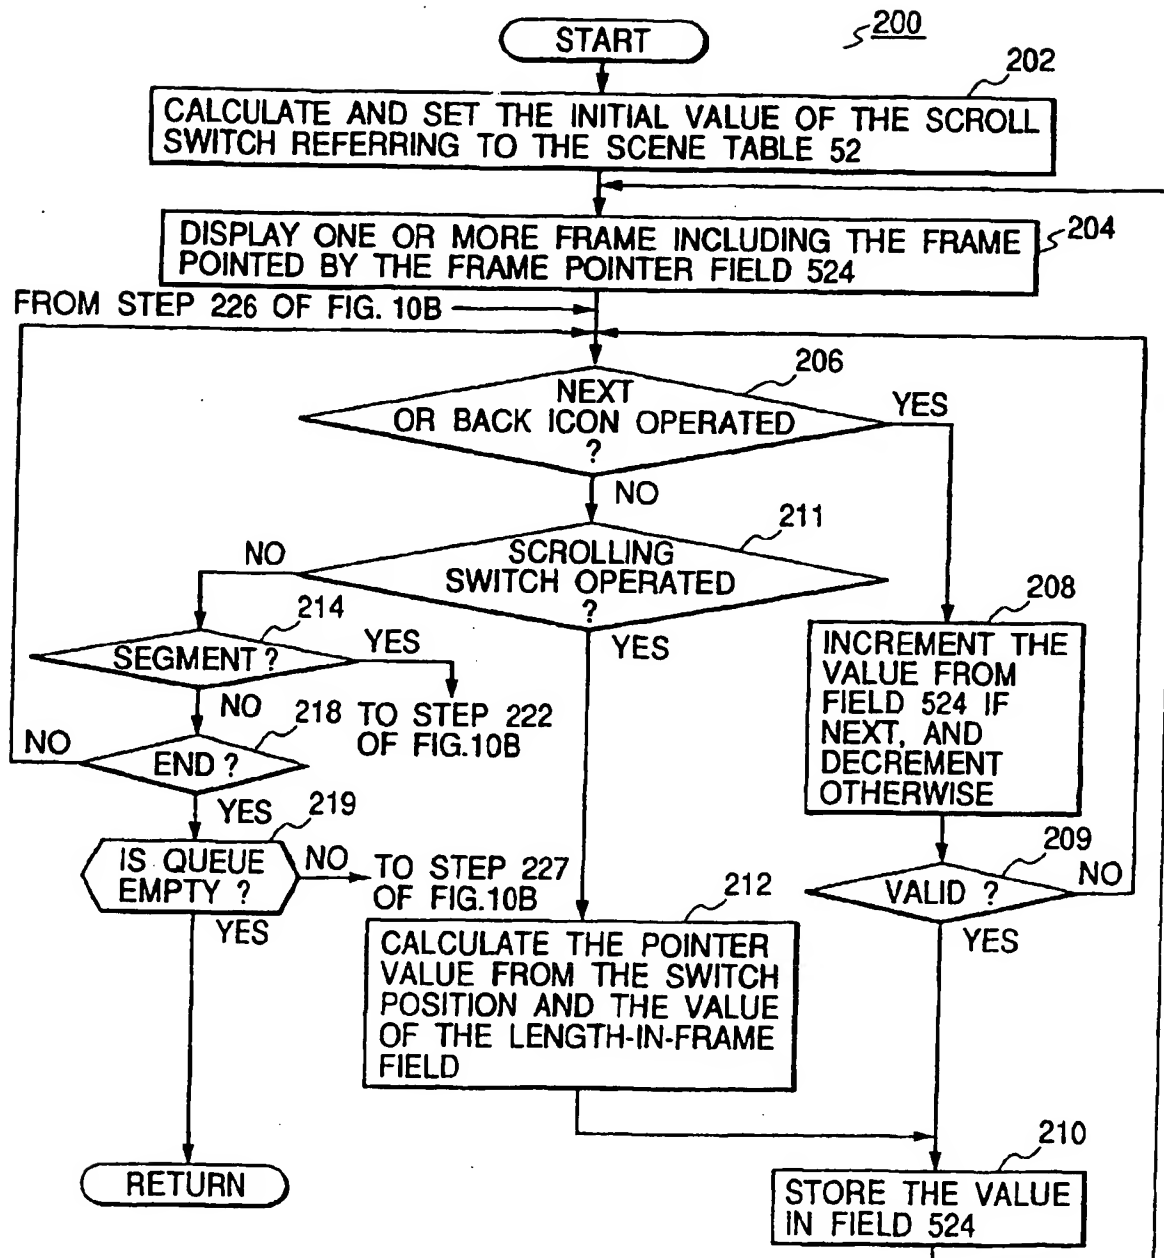 200
START
202
CALCULATE AND SET THE INITIAL VALUE OF THE SCROLL
SWITCH REFERRING TO THE SCENE TABLE 52
204
DISPLAY ONE OR MORE FRAME INCLUDING THE FRAME
POINTED BY THE FRAME POINTER FIELD 524
FROM STEP 226 OF FIG. 10B
206
NEXT
OR BACK ICON OPERATED
?
YES
NO
211
SCROLLING
SWITCH OPERATED
?
NO
YES
214
SEGMENT ?
YES
TO STEP 222
OF FIG.10B
NO
218
END ?
NO
YES
219
IS QUEUE
EMPTY ?
NO
TO STEP 227
OF FIG.10B
YES
RETURN
208
INCREMENT THE
VALUE FROM
FIELD 524 IF
NEXT, AND
DECREMENT
OTHERWISE
209
VALID ?
NO
YES
212
CALCULATE THE POINTER
VALUE FROM THE SWITCH
POSITION AND THE VALUE
OF THE LENGTH-IN-FRAME
FIELD
210
STORE THE VALUE
IN FIELD 524